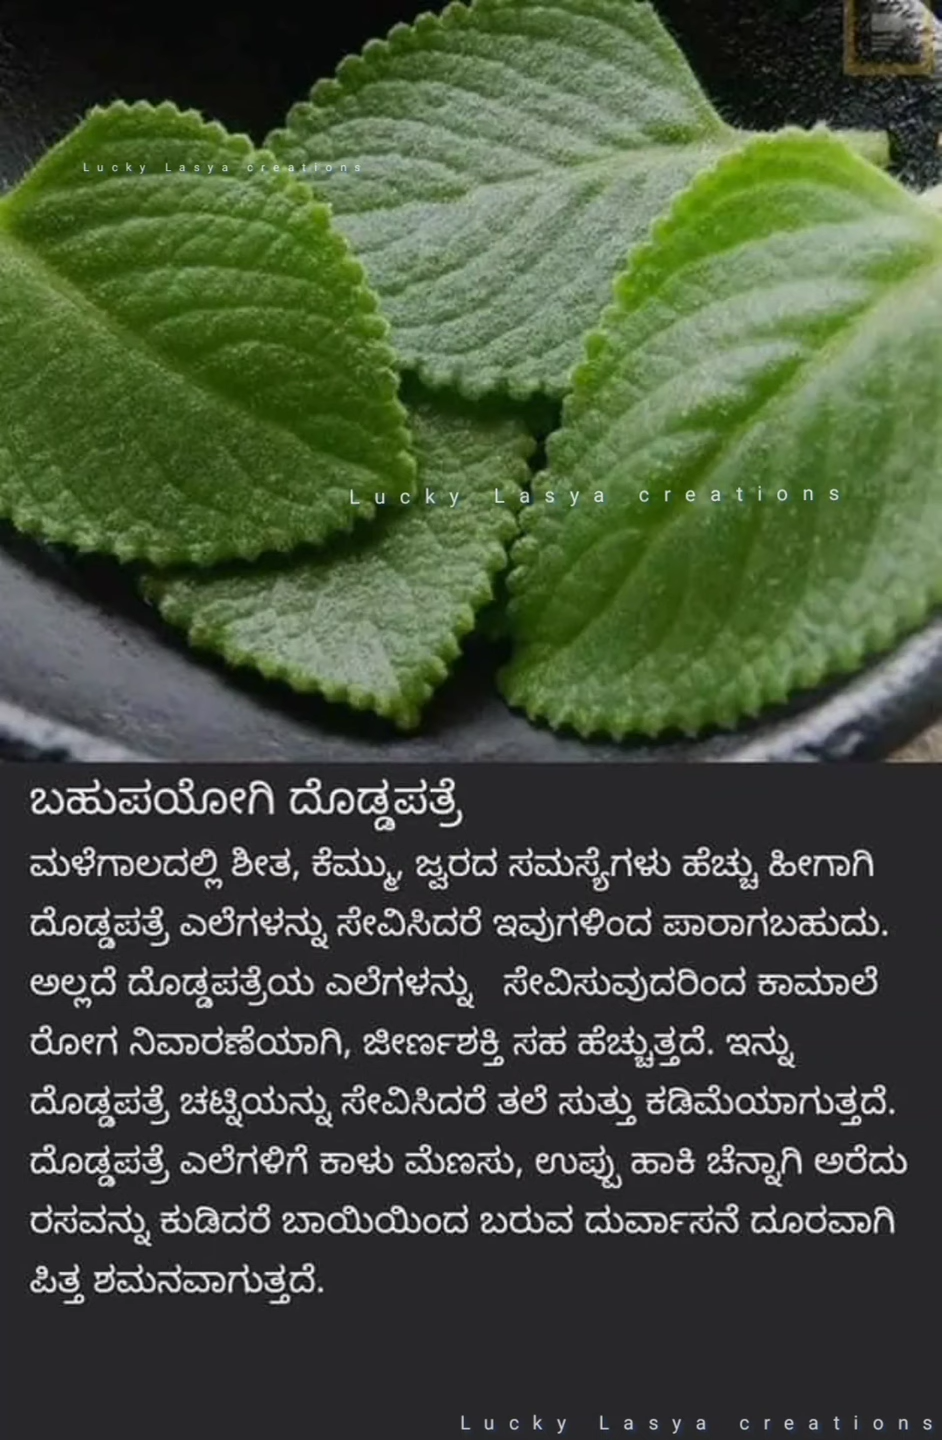 Lucky Lasya creations
Lucky Lasya creations
ಬಹುಪಯೋಗಿ ದೊಡ್ಡಪತ್ರೆ
ಮಳೆಗಾಲದಲ್ಲಿ ಶೀತ, ಕೆಮ್ಮು, ಜ್ವರದ ಸಮಸ್ಯೆಗಳು ಹೆಚ್ಚು ಹೀಗಾಗಿ
ದೊಡ್ಡಪತ್ರೆ ಎಲೆಗಳನ್ನು ಸೇವಿಸಿದರೆ ಇವುಗಳಿಂದ ಪಾರಾಗಬಹುದು.
ಅಲ್ಲದೆ ದೊಡ್ಡಪತ್ರೆಯ ಎಲೆಗಳನ್ನು ಸೇವಿಸುವುದರಿಂದ ಕಾಮಾಲೆ
ರೋಗ ನಿವಾರಣೆಯಾಗಿ, ಜೀರ್ಣಶಕ್ತಿ ಸಹ ಹೆಚ್ಚುತ್ತದೆ. ಇನ್ನು
ದೊಡ್ಡಪತ್ರೆ ಚಟ್ನಿಯನ್ನು ಸೇವಿಸಿದರೆ ತಲೆ ಸುತ್ತು ಕಡಿಮೆಯಾಗುತ್ತದೆ.
ದೊಡ್ಡಪತ್ರೆ ಎಲೆಗಳಿಗೆ ಕಾಳು ಮೆಣಸು, ಉಪ್ಪು ಹಾಕಿ ಚೆನ್ನಾಗಿ ಅರೆದು
ರಸವನ್ನು ಕುಡಿದರೆ ಬಾಯಿಯಿಂದ ಬರುವ ದುರ್ವಾಸನೆ ದೂರವಾಗಿ
ಪಿತ್ತ ಶಮನವಾಗುತ್ತದೆ.
Lucky Lasya creations